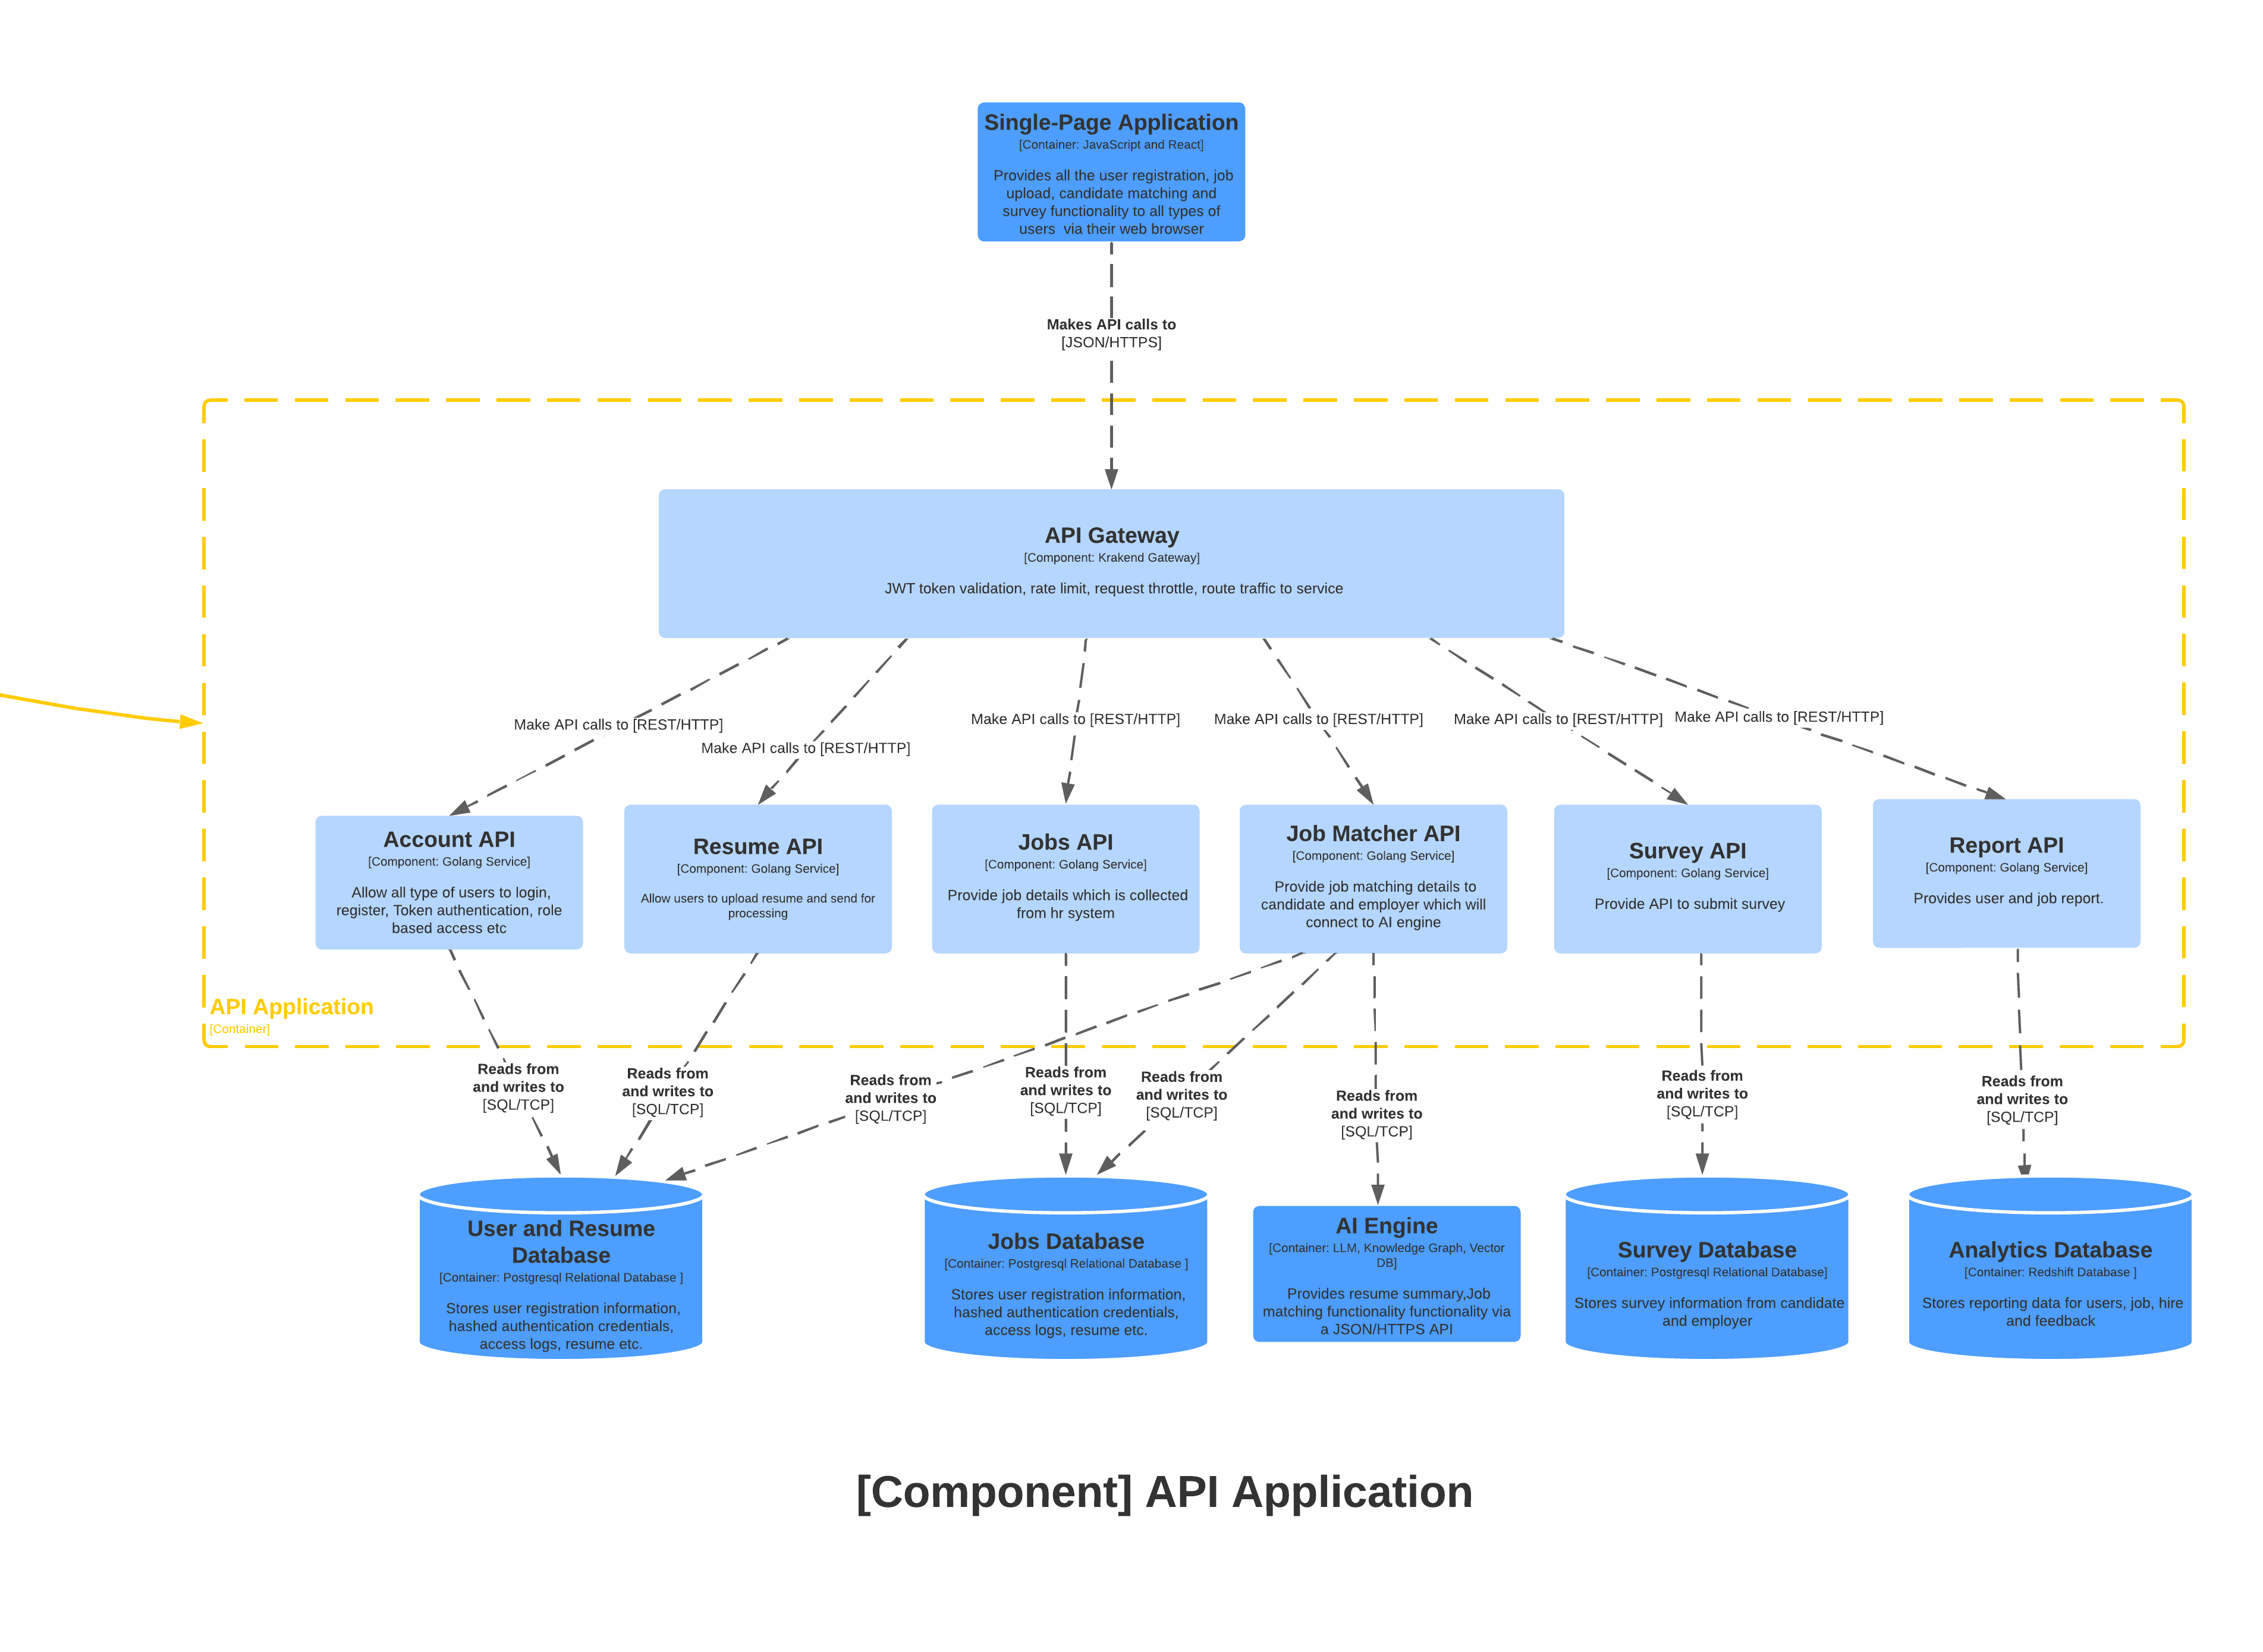 Single-Page Application
[Container: JavaScript and React]
Provides all the user registration, job
upload, candidate matching and
survey functionality to all types of
users via their web browser
Makes API calls to
[JSON/HTTPS]
API Gateway
[Component: Krakend Gateway]
JWT token validation, rate limit, request throttle, route traffic to service
Make API calls to [REST/HTTP]
Make API calls to [REST/HTTP]
Make API calls to [REST/HTTP]
Make API calls to [REST/HTTP]
Make API calls to [REST/HTTP]
Make API calls to [REST/HTTP]
Account API
[Component: Golang Service]
Allow all type of users to login,
register, Token authentication, role
based access etc
Resume API
[Component: Golang Service]
Allow users to upload resume and send for
processing
Jobs API
[Component: Golang Service]
Provide job details which is collected
from hr system
Job Matcher API
[Component: Golang Service]
Provide job matching details to
candidate and employer which will
connect to AI engine
Survey API
[Component: Golang Service]
Provide API to submit survey
Report API
[Component: Golang Service]
Provides user and job report.
API Application
[Container]
Reads from
and writes to
[SQL/TCP]
Reads from
and writes to
[SQL/TCP]
Reads from
and writes to
[SQL/TCP]
Reads from
and writes to
[SQL/TCP]
Reads from
and writes to
[SQL/TCP]
Reads from
and writes to
[SQL/TCP]
Reads from
and writes to
[SQL/TCP]
Reads from
and writes to
[SQL/TCP]
User and Resume
Database
[Container: Postgresql Relational Database ]
Stores user registration information,
hashed authentication credentials,
access logs, resume etc.
Jobs Database
[Container: Postgresql Relational Database ]
Stores user registration information,
hashed authentication credentials,
access logs, resume etc.
AI Engine
[Container: LLM, Knowledge Graph, Vector
DB]
Provides resume summary,Job
matching functionality functionality via
a JSON/HTTPS API
Survey Database
[Container: Postgresql Relational Database]
Stores survey information from candidate
and employer
Analytics Database
[Container: Redshift Database ]
Stores reporting data for users, job, hire
and feedback
[Component] API Application